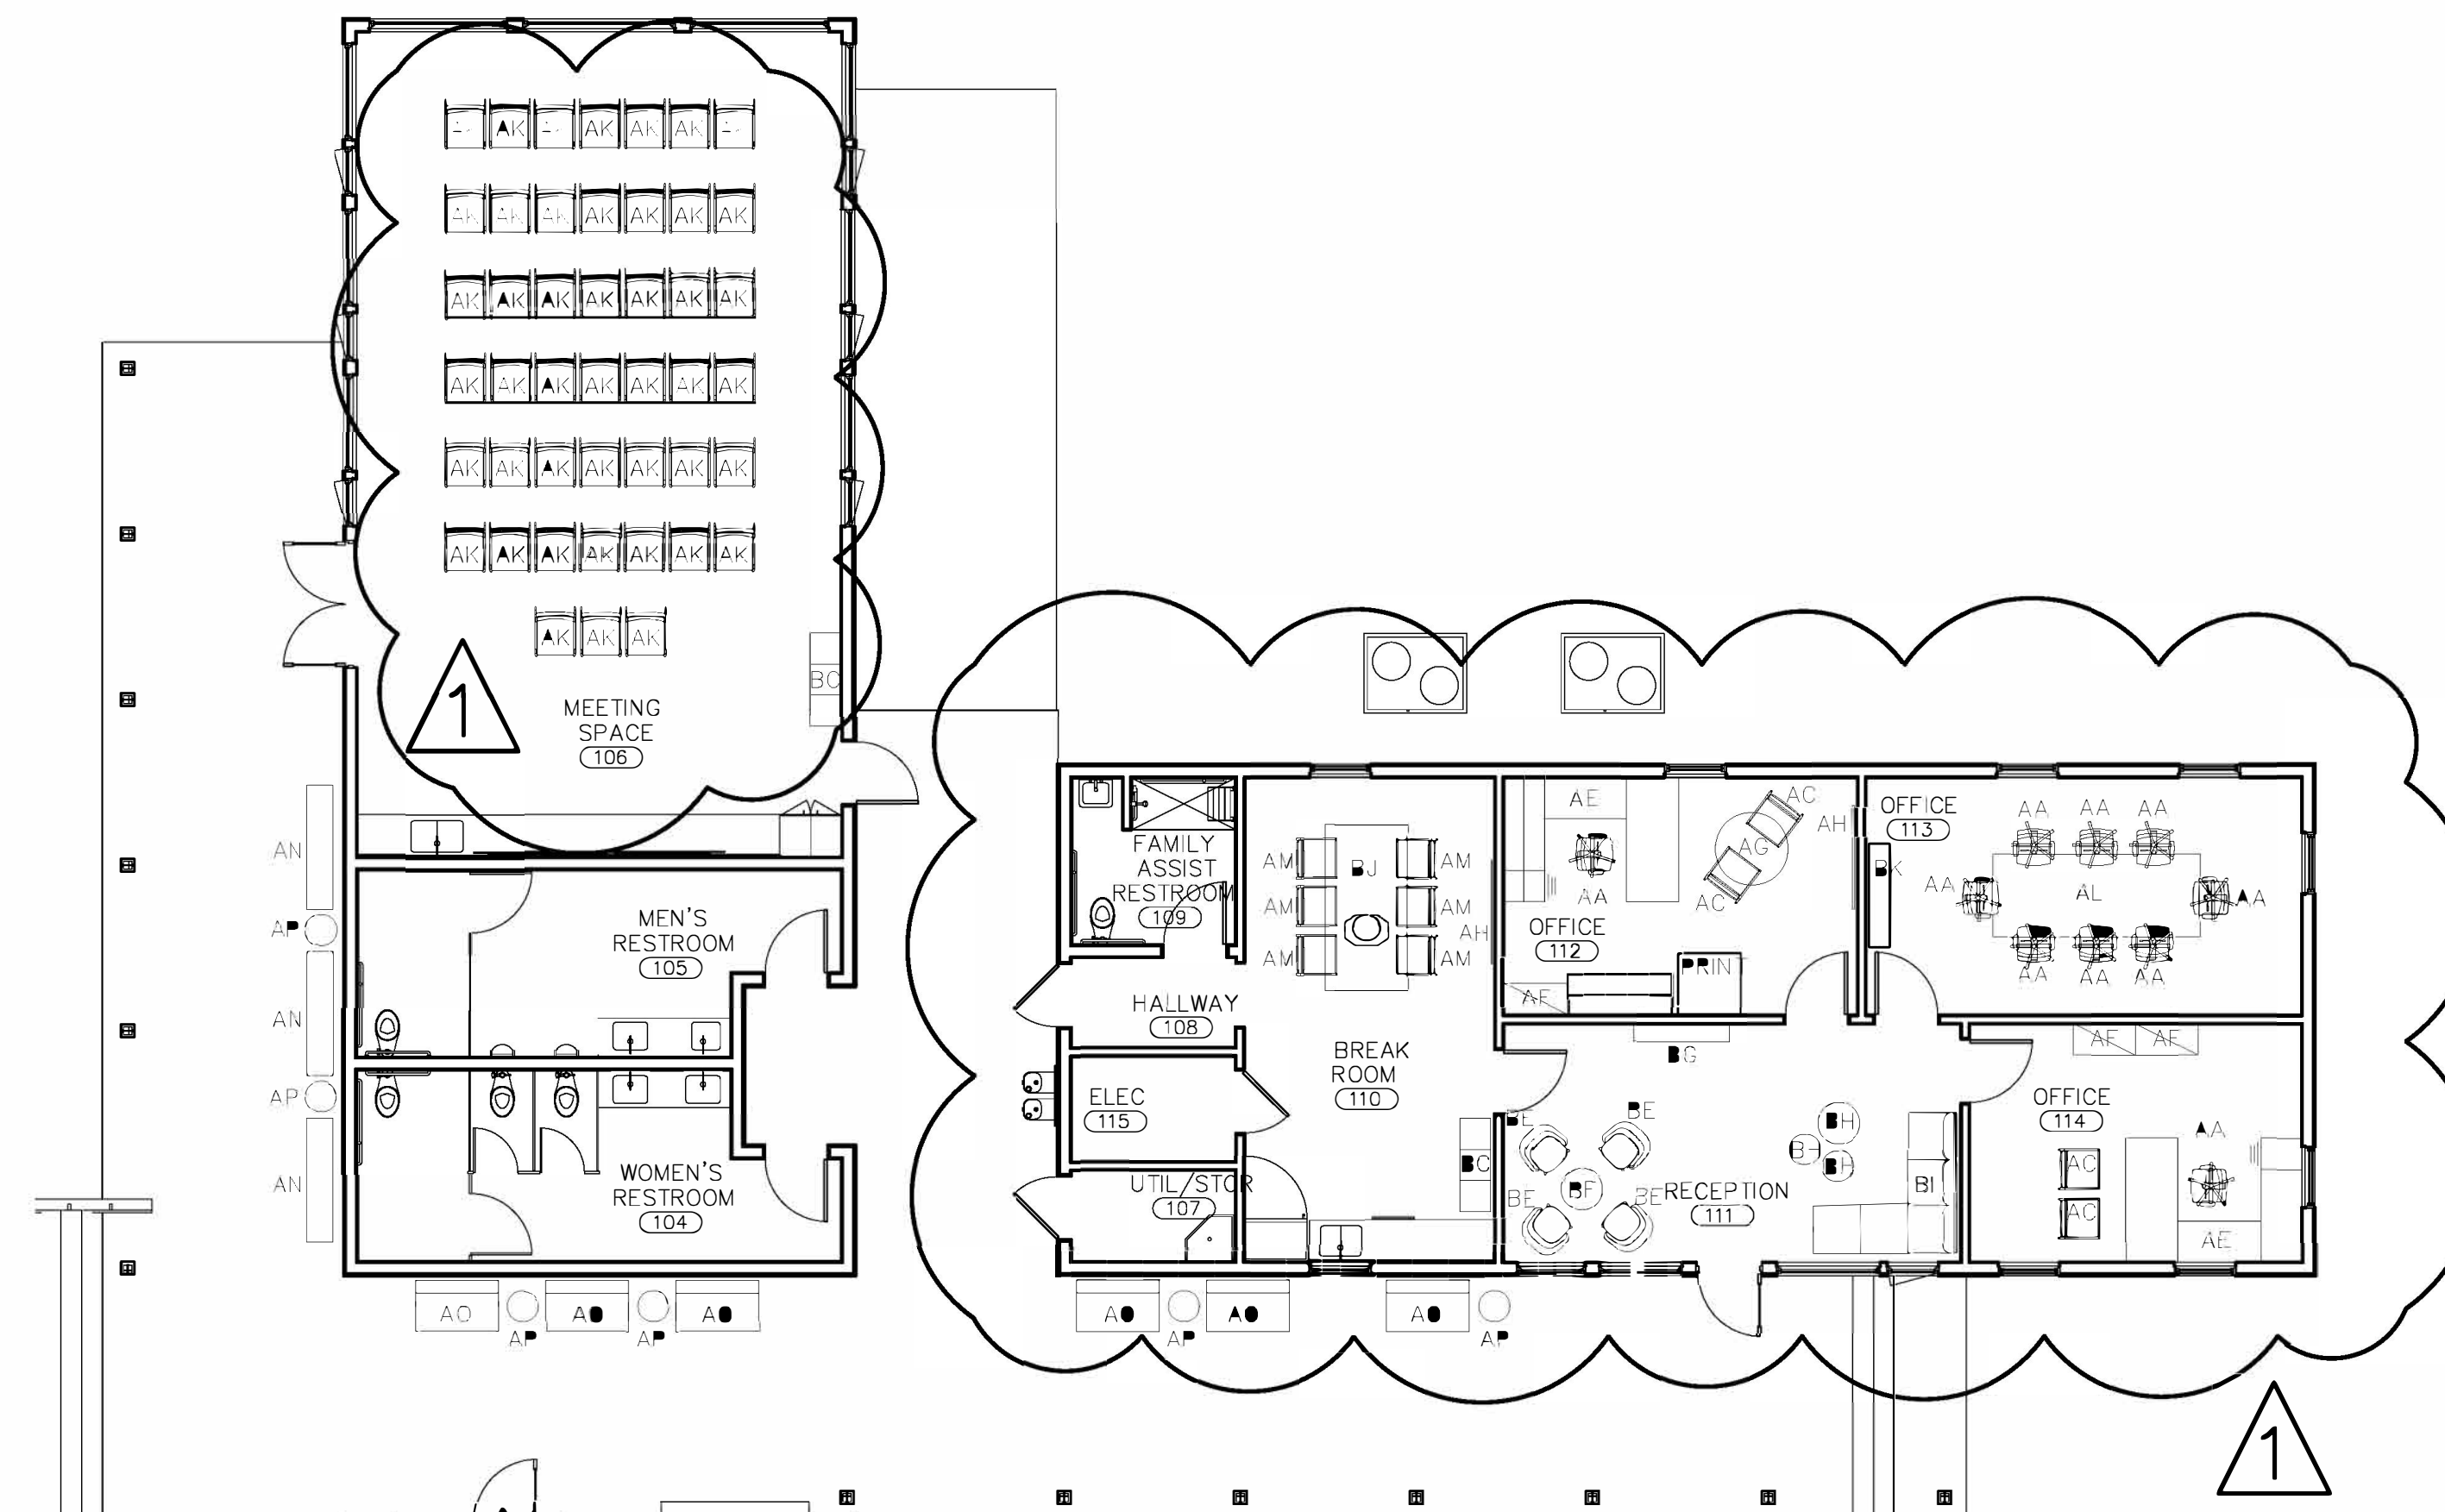 AK AK AK AK
AK AK AK AK AK AK AK
AK AK AK AK AK AK AK
AK AK AK AK AK AK AK
AK AK AK AK AK AK AK
AK AK AK AK AK AK AK
AK AK AK
BC
1
MEETING
SPACE
106
AN
AP
AN
AP
AN
MEN'S
RESTROOM
105
WOMEN'S
RESTROOM
104
AO AO AO
AP AP
FAMILY
ASSIST
RESTROOM
109
HALLWAY
108
ELEC
115
UTIL/STOR
107
AM BJ AM
AM AM
AH
AM AM
BREAK
ROOM
110
BC
AE AC
AH
AG
AA AC
OFFICE
112
PRINT
AF
OFFICE
113
AA AA AA
BK
AA AL AA
AA AA AA
BG
BE BE
BH
BH
BH
BF
BE BE
RECEPTION
111
BI
AF AF
OFFICE
114
AA
AC
AC
AE
AO AO AO
AP AP
1